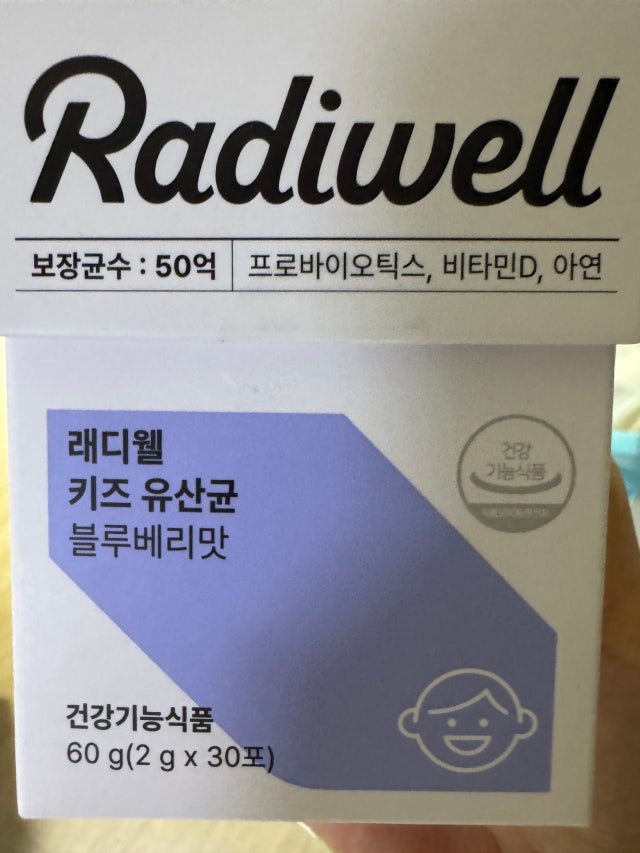 Radiwell
보장균수 : 50억
프로바이오틱스, 비타민D, 아연
래디웰
키즈 유산균
블루베리맛
건강
기능식품
건강기능식품
60 g(2 g x 30포)